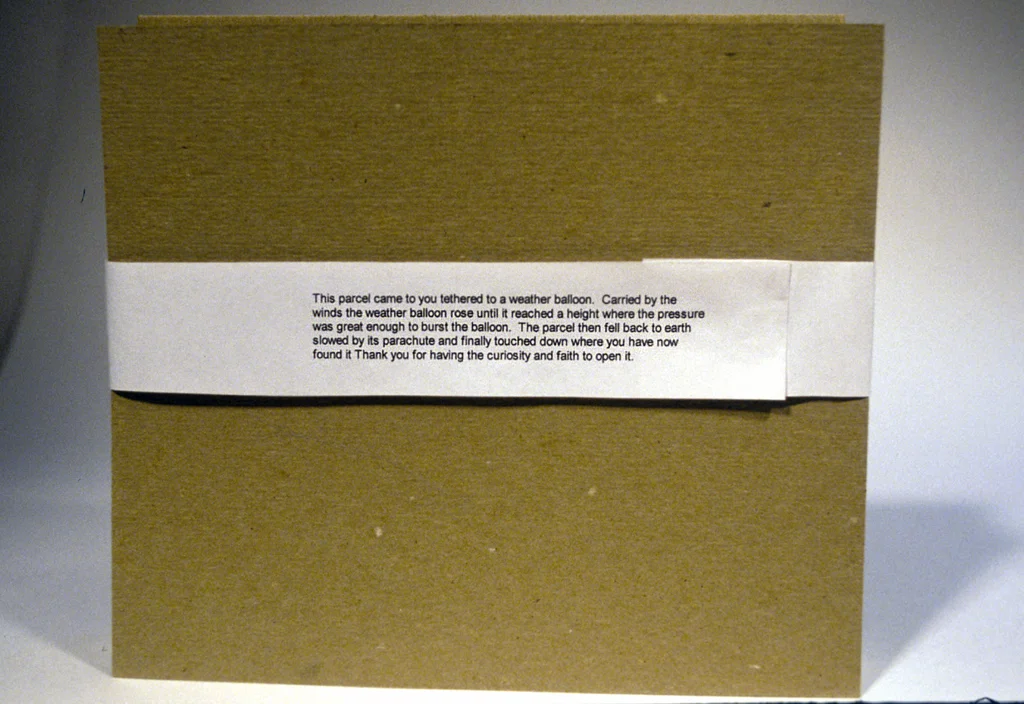 This parcel came to you tethered to a weather balloon.  Carried by the
winds the weather balloon rose until it reached a height where the pressure
was great enough to burst the balloon.  The parcel then fell back to earth
slowed by its parachute and finally touched down where you have now
found it Thank you for having the curiosity and faith to open it.